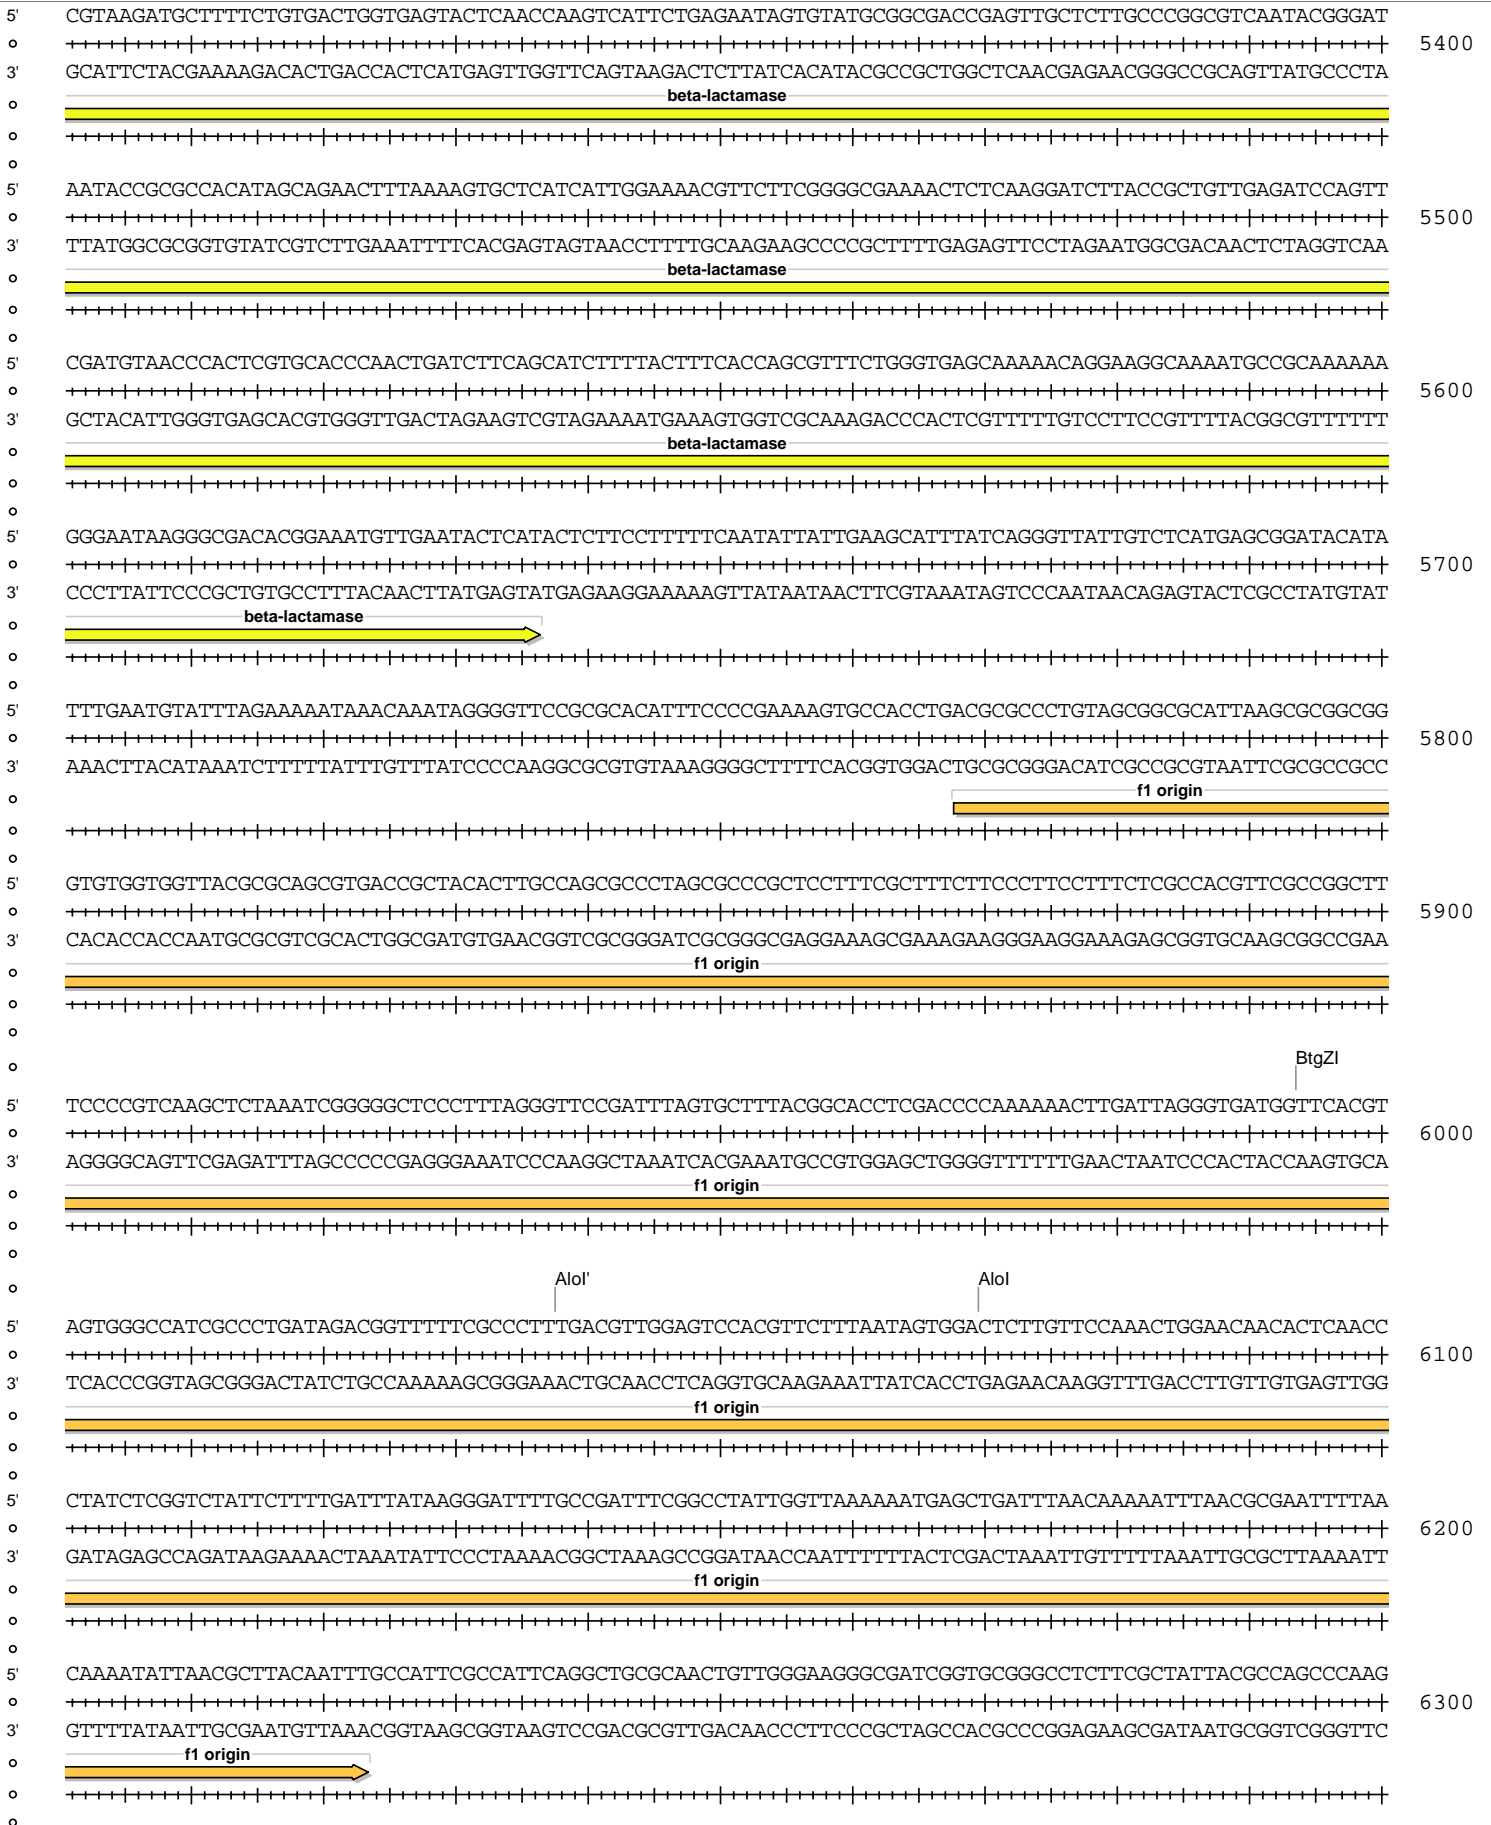 5' CGTAAGATGCTTTTCTGTGACTGGTGAGTACTCAACCAAGTCATTCTGAGAATAGTGTATGCGGCGACCGAGTTGCTCTTGCCCGGCGTCAATACGGGAT
5400
3' GCATTCTACGAAAAGACACTGACCACTCATGAGTTGGTTCAGTAAGACTCTTATCACATACGCCGCTGGCTCAACGAGAACGGGCCGCAGTTATGCCCTA
beta-lactamase
5' AATACCGCGCCACATAGCAGAACTTTAAAAGTGCTCATCATTGGAAAACGTTCTTCGGGGCGAAAACTCTCAAGGATCTTACCGCTGTTGAGATCCAGTT
5500
3' TTATGGCGCGGTGTATCGTCTTGAAATTTTCACGAGTAGTAACCTTTTGCAAGAAGCCCCGCTTTTGAGAGTTCCTAGAATGGCGACAACTCTAGGTCAA
beta-lactamase
5' CGATGTAACCCACTCGTGCACCCAACTGATCTTCAGCATCTTTTACTTTCACCAGCGTTTCTGGGTGAGCAAAAACAGGAAGGCAAAATGCCGCAAAAAA
5600
3' GCTACATTGGGTGAGCACGTGGGTTGACTAGAAGTCGTAGAAAATGAAAGTGGTCGCAAAGACCCACTCGTTTTTGTCCTTCCGTTTTACGGCGTTTTTT
beta-lactamase
5' GGGAATAAGGGCGACACGGAAATGTTGAATACTCATACTCTTCCTTTTTCAATATTATTGAAGCATTTATCAGGGTTATTGTCTCATGAGCGGATACATA
5700
3' CCCTTATTCCCGCTGTGCCTTTACAACTTATGAGTATGAGAAGGAAAAAGTTATAATAACTTCGTAAATAGTCCCAATAACAGAGTACTCGCCTATGTAT
beta-lactamase
5' TTTGAATGTATTTAGAAAAATAAACAAATAGGGGTTCCGCGCACATTTCCCCGAAAAGTGCCACCTGACGCGCCCTGTAGCGGCGCATTAAGCGCGGCGG
5800
3' AAACTTACATAAATCTTTTTATTTGTTTATCCCCAAGGCGCGTGTAAAGGGGCTTTTCACGGTGGACTGCGCGGGACATCGCCGCGTAATTCGCGCCGCC
f1 origin
5' GTGTGGTGGTTACGCGCAGCGTGACCGCTACACTTGCCAGCGCCCTAGCGCCCGCTCCTTTCGCTTTCTTCCCTTCCTTTCTCGCCACGTTCGCCGGCTT
5900
3' CACACCACCAATGCGCGTCGCACTGGCGATGTGAACGGTCGCGGGATCGCGGGCGAGGAAAGCGAAAGAAGGGAAGGAAAGAGCGGTGCAAGCGGCCGAA
f1 origin
BtgZI
5' TCCCCGTCAAGCTCTAAATCGGGGGCTCCCTTTAGGGTTCCGATTTAGTGCTTTACGGCACCTCGACCCCAAAAAACTTGATTAGGGTGATGGTTCACGT
6000
3' AGGGGCAGTTCGAGATTTAGCCCCCGAGGGAAATCCCAAGGCTAAATCACGAAATGCCGTGGAGCTGGGGTTTTTTGAACTAATCCCACTACCAAGTGCA
f1 origin
AloI' AloI
5' AGTGGGCCATCGCCCTGATAGACGGTTTTTCGCCCTTTGACGTTGGAGTCCACGTTCTTTAATAGTGGACTCTTGTTCCAAACTGGAACAACACTCAACC
6100
3' TCACCCGGTAGCGGGACTATCTGCCAAAAAGCGGGAAACTGCAACCTCAGGTGCAAGAAATTATCACCTGAGAACAAGGTTTGACCTTGTTGTGAGTTGG
f1 origin
5' CTATCTCGGTCTATTCTTTTGATTTATAAGGGATTTTGCCGATTTCGGCCTATTGGTTAAAAAATGAGCTGATTTAACAAAAATTTAACGCGAATTTTAA
6200
3' GATAGAGCCAGATAAGAAAACTAAATATTCCCTAAAACGGCTAAAGCCGGATAACCAATTTTTTACTCGACTAAATTGTTTTTAAATTGCGCTTAAAATT
f1 origin
5' CAAAATATTAACGCTTACAATTTGCCATTCGCCATTCAGGCTGCGCAACTGTTGGGAAGGGCGATCGGTGCGGGCCTCTTCGCTATTACGCCAGCCCAAG
6300
3' GTTTTATAATTGCGAATGTTAAACGGTAAGCGGTAAGTCCGACGCGTTGACAACCCTTCCCGCTAGCCACGCCCGGAGAAGCGATAATGCGGTCGGGTTC
f1 origin